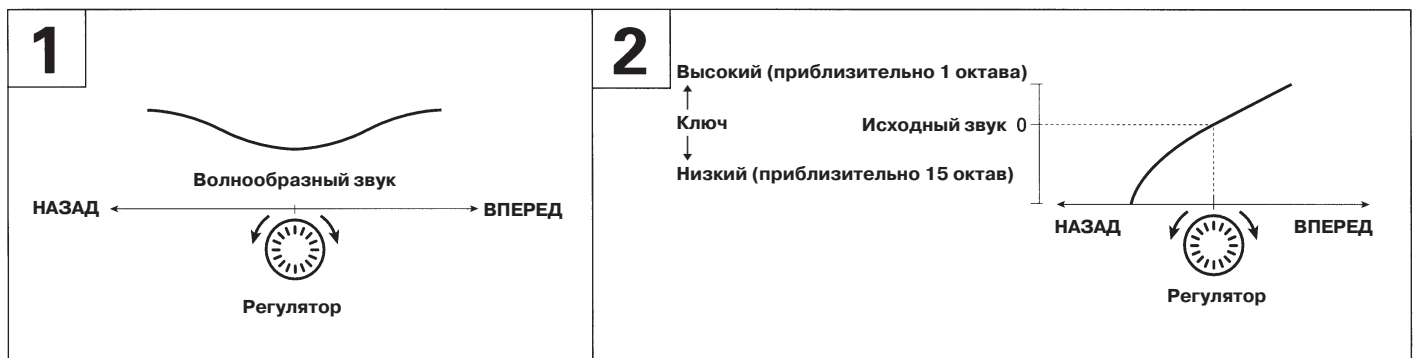 1
Волнообразный звук
НАЗАД
ВПЕРЕД
Регулятор
2
Высокий (приблизительно 1 октава)
Ключ
Исходный звук 0
Низкий (приблизительно 15 октав)
НАЗАД
ВПЕРЕД
Регулятор